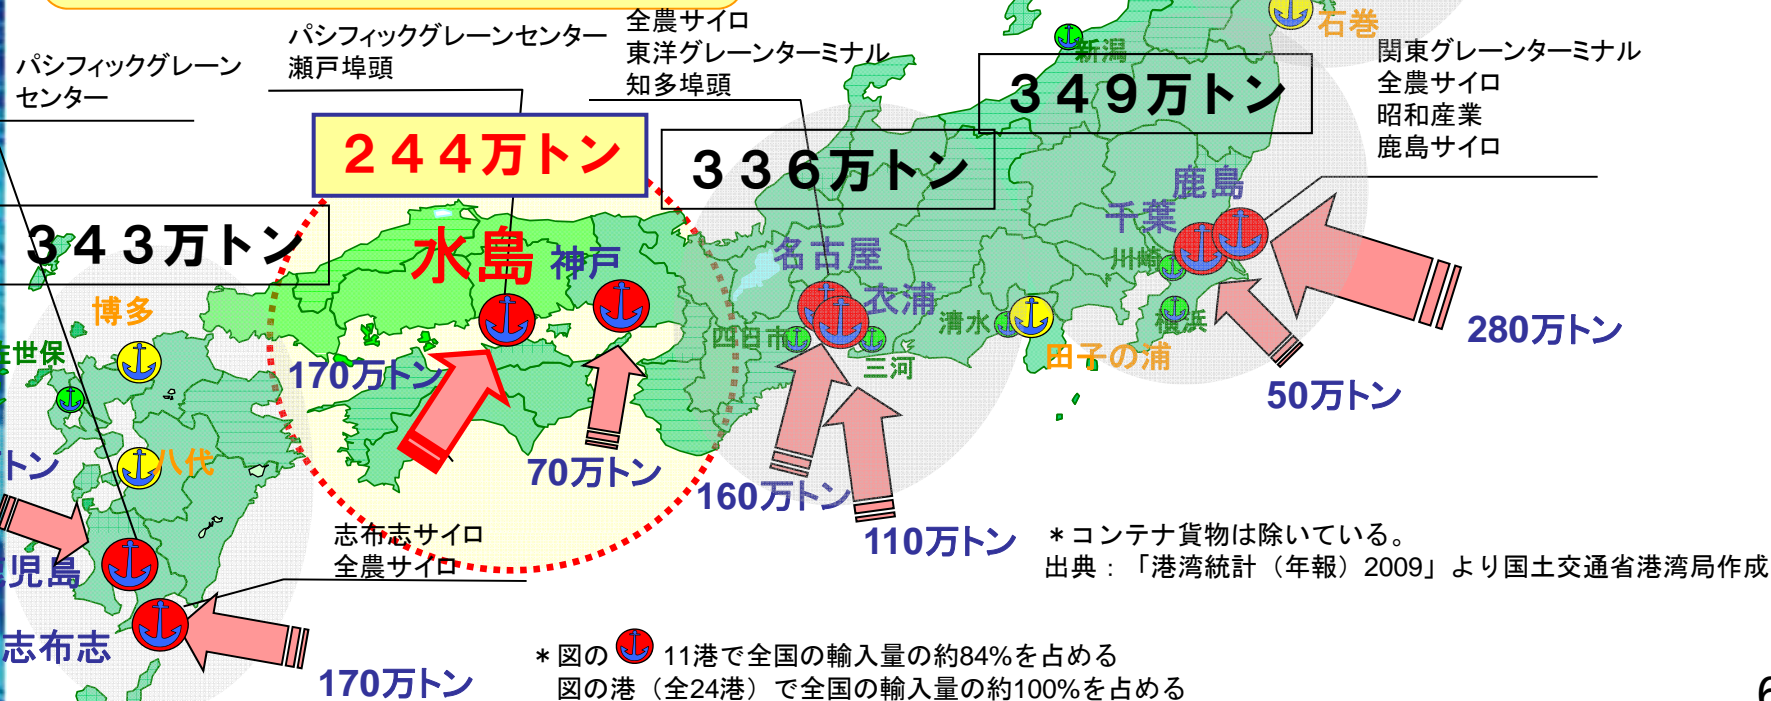 パシフィックグレーン
センター
パシフィックグレーンセンター
瀬戸埠頭
全農サイロ
東洋グレーンターミナル
知多埠頭
石巻
新潟
関東グレーンターミナル
全農サイロ
昭和産業
鹿島サイロ
349万トン
244万トン
336万トン
343万トン
鹿島
千葉
川崎
横浜
水島
神戸
名古屋
衣浦
四日市
三河
清水
田子の浦
博多
佐世保
八代
170万トン
70万トン
160万トン
110万トン
280万トン
50万トン
トン
児島
志布志
志布志サイロ
全農サイロ
170万トン
*コンテナ貨物は除いている。
出典：「港湾統計（年報）2009」より国土交通省港湾局作成
*図の 11港で全国の輸入量の約84%を占める
図の港（全24港）で全国の輸入量の約100%を占める